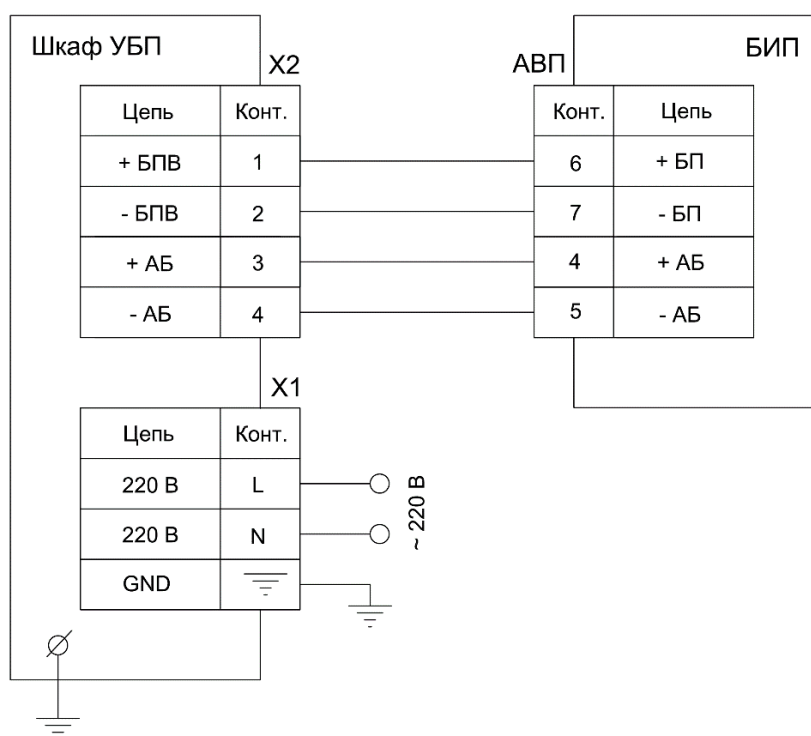 Шкаф УБП
X2
Цепь Конт.
+ БПВ 1
- БПВ 2
+ АБ 3
- АБ 4
X1
Цепь Конт.
220 В L
220 В N
GND
~ 220 В
АВП
БИП
Конт. Цепь
6 + БП
7 - БП
4 + АБ
5 - АБ